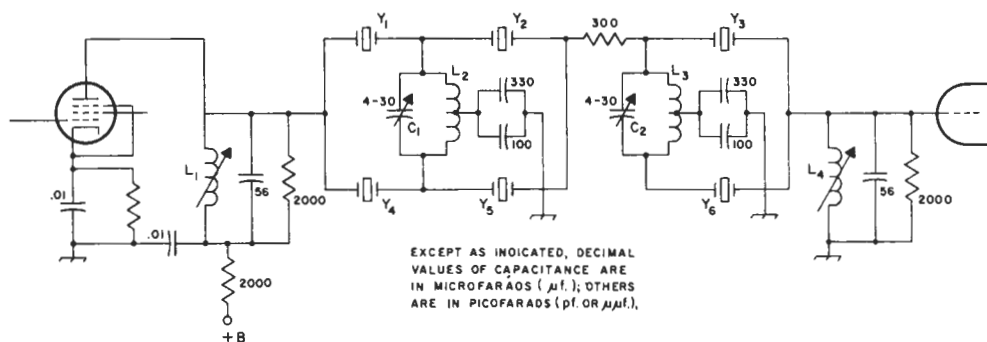 Y1
Y2
300
Y3
L2
330
4-30
C1
100
L3
330
4-30
C2
100
L1
56
2000
.01
.01
Y4
Y5
Y6
L4
56
2000
2000
+B
EXCEPT AS INDICATED, DECIMAL
VALUES OF CAPACITANCE ARE
IN MICROFARADS ( µf. ); OTHERS
ARE IN PICOFARADS (pf. OR µµf.),